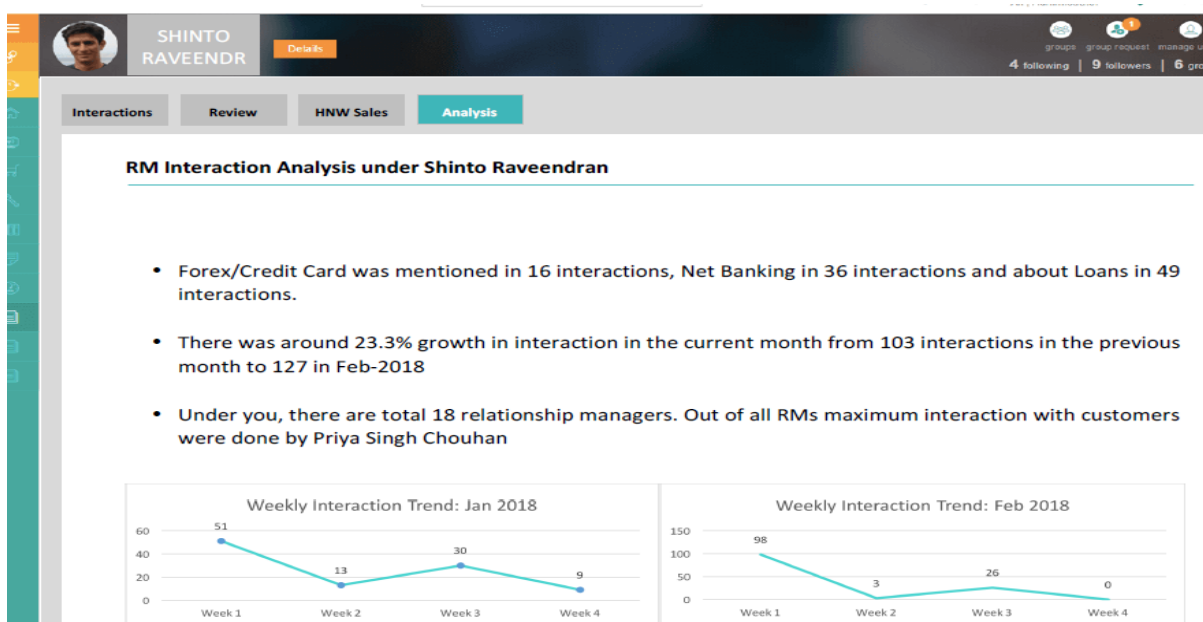 SHINTO
RAVEENDR
Details
groups group request manage u
1
4 following | 9 followers | 6 gro
Interactions Review HNW Sales Analysis
RM Interaction Analysis under Shinto Raveendran
• Forex/Credit Card was mentioned in 16 interactions, Net Banking in 36 interactions and about Loans in 49
interactions.
• There was around 23.3% growth in interaction in the current month from 103 interactions in the previous
month to 127 in Feb-2018
• Under you, there are total 18 relationship managers. Out of all RMs maximum interaction with customers
were done by Priya Singh Chouhan
Weekly Interaction Trend: Jan 2018
60
40
20
0
51
13
30
9
Week 1 Week 2 Week 3 Week 4
Weekly Interaction Trend: Feb 2018
150
100
50
0
98
3
26
0
Week 1 Week 2 Week 3 Week 4